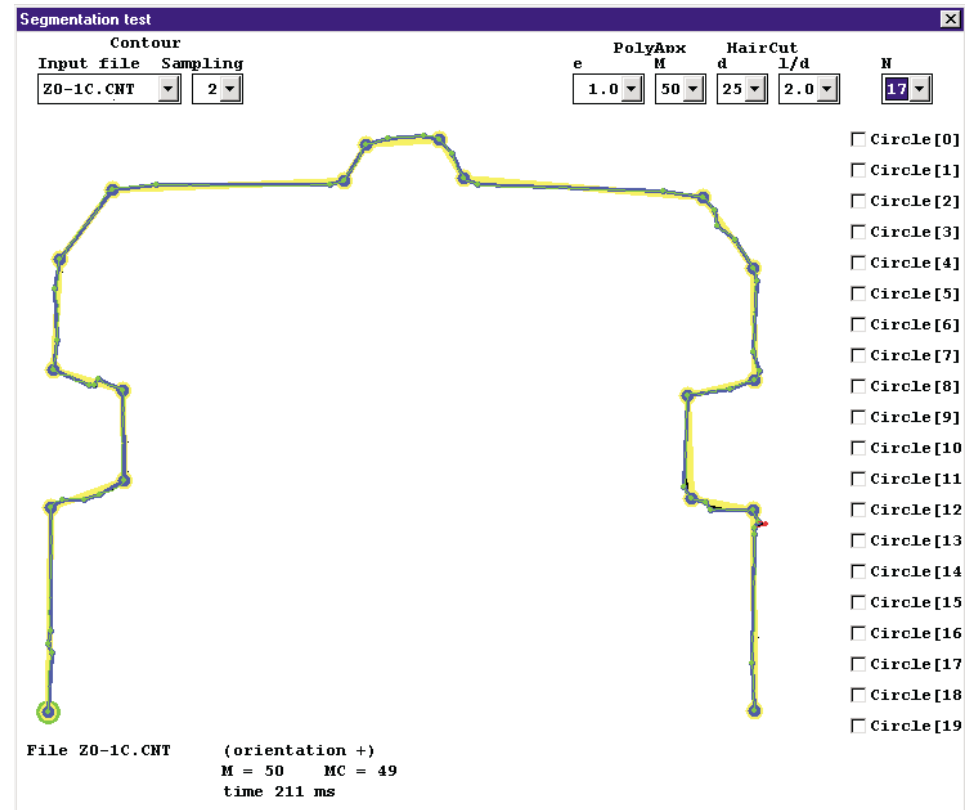 Segmentation test
Contour PolyApx HairCut
Input file Sampling e M d l/d N
Z0-1C.CNT 2 1.0 50 25 2.0 17
Circle[0]
Circle[1]
Circle[2]
Circle[3]
Circle[4]
Circle[5]
Circle[6]
Circle[7]
Circle[8]
Circle[9]
Circle[10
Circle[11
Circle[12
Circle[13
Circle[14
Circle[15
Circle[16
Circle[17
Circle[18
Circle[19
File Z0-1C.CNT (orientation +)
M = 50 MC = 49
time 211 ms